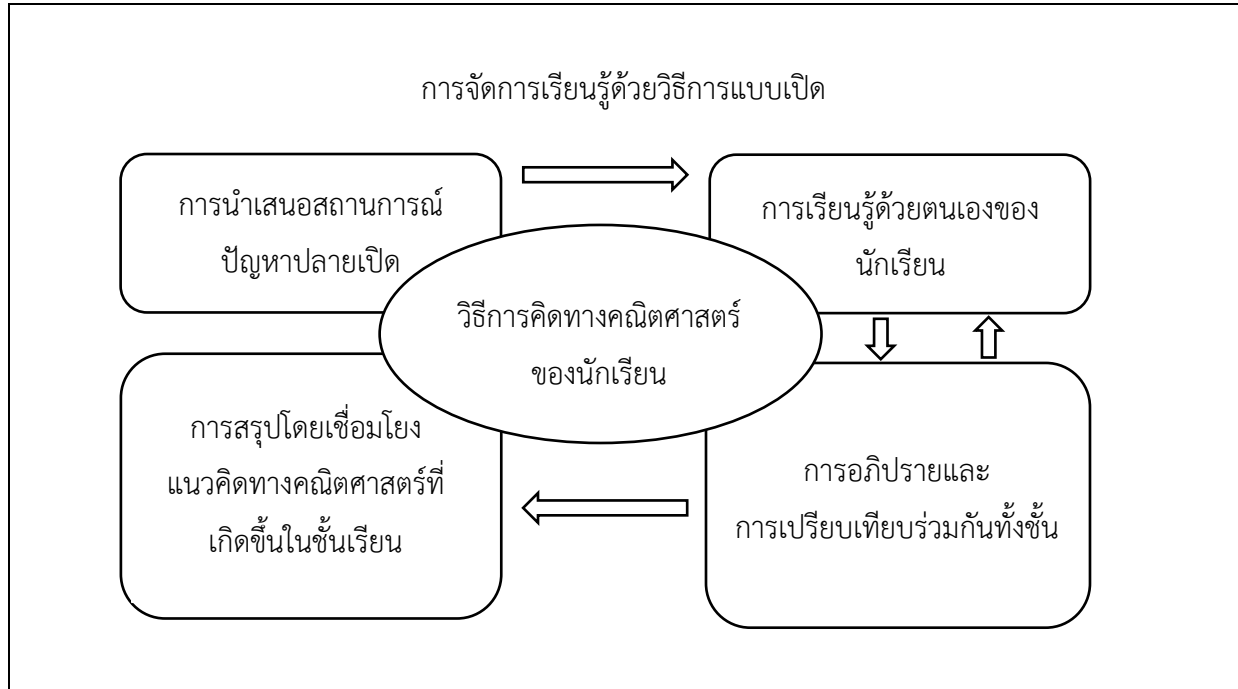 การจัดการเรียนรู้ด้วยวิธีการแบบเปิด
การนำเสนอสถานการณ์
ปัญหาปลายเปิด
การเรียนรู้ด้วยตนเองของ
นักเรียน
วิธีการคิดทางคณิตศาสตร์
ของนักเรียน
การสรุปโดยเชื่อมโยง
แนวคิดทางคณิตศาสตร์ที่
เกิดขึ้นในชั้นเรียน
การอภิปรายและ
การเปรียบเทียบร่วมกันทั้งชั้น